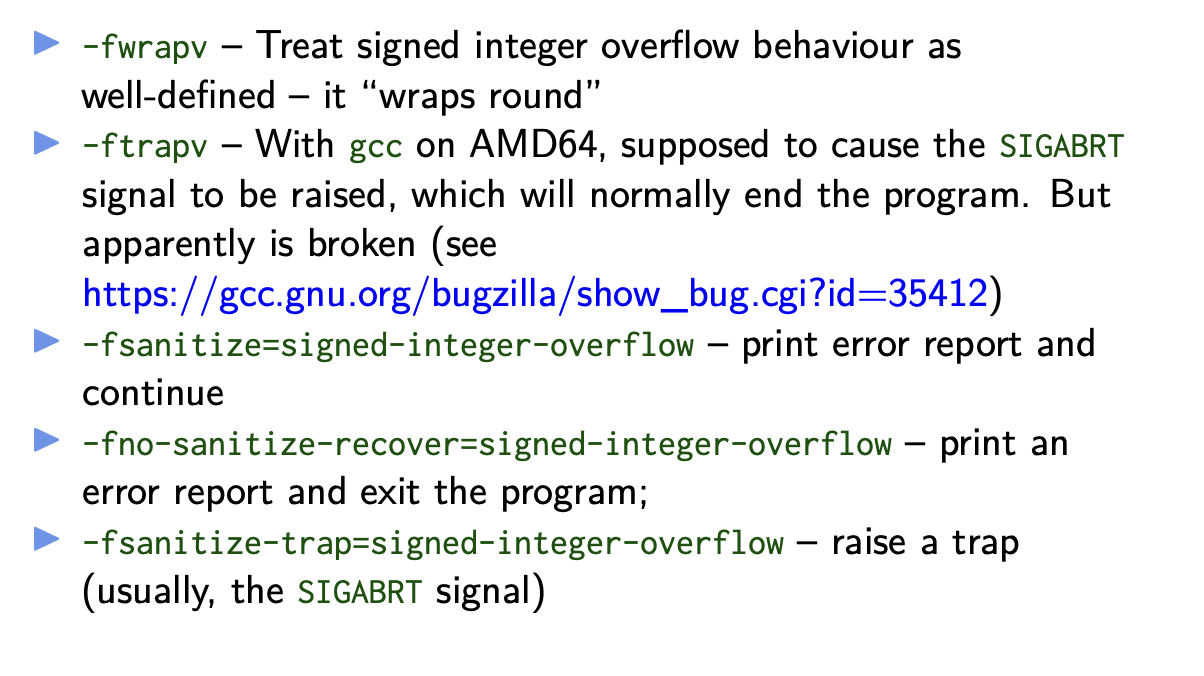 -fwrapv – Treat signed integer overflow behaviour as
well-defined – it “wraps round”
-ftrapv – With gcc on AMD64, supposed to cause the SIGABRT
signal to be raised, which will normally end the program. But
apparently is broken (see
https://gcc.gnu.org/bugzilla/show_bug.cgi?id=35412)
-fsanitize=signed-integer-overflow – print error report and
continue
-fno-sanitize-recover=signed-integer-overflow – print an
error report and exit the program;
-fsanitize-trap=signed-integer-overflow – raise a trap
(usually, the SIGABRT signal)